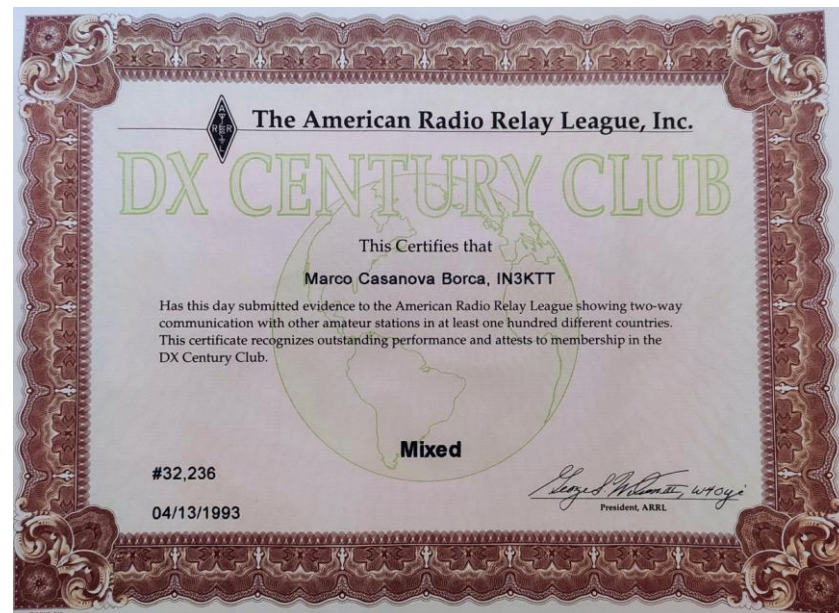 The American Radio Relay League, Inc.
DX CENTURY CLUB
This Certifies that
Marco Casanova Borca, IN3KTT
Has this day submitted evidence to the American Radio Relay League showing two-way
communication with other amateur stations in at least one hundred different countries.
This certificate recognizes outstanding performance and attests to membership in the
DX Century Club.
Mixed
#32,236
04/13/1993
President, ARRL